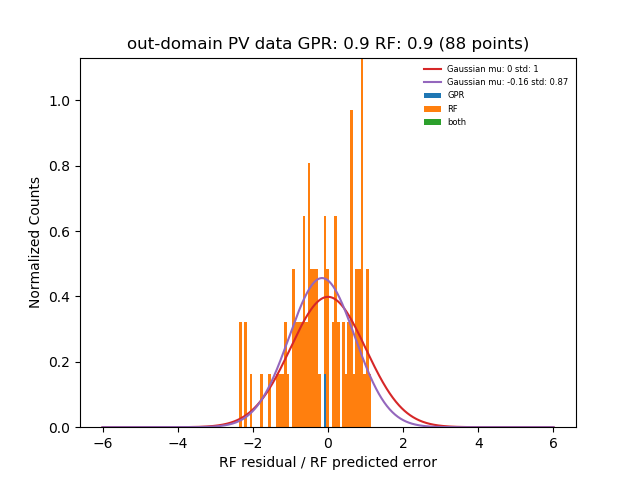 out-domain PV data GPR: 0.9 RF: 0.9 (88 points)
Gaussian mu: 0 std: 1
Gaussian mu: -0.16 std: 0.87
GPR
RF
both
Normalized Counts
1.0
0.8
0.6
0.4
0.2
0.0
−6 −4 −2 0 2 4 6
RF residual / RF predicted error